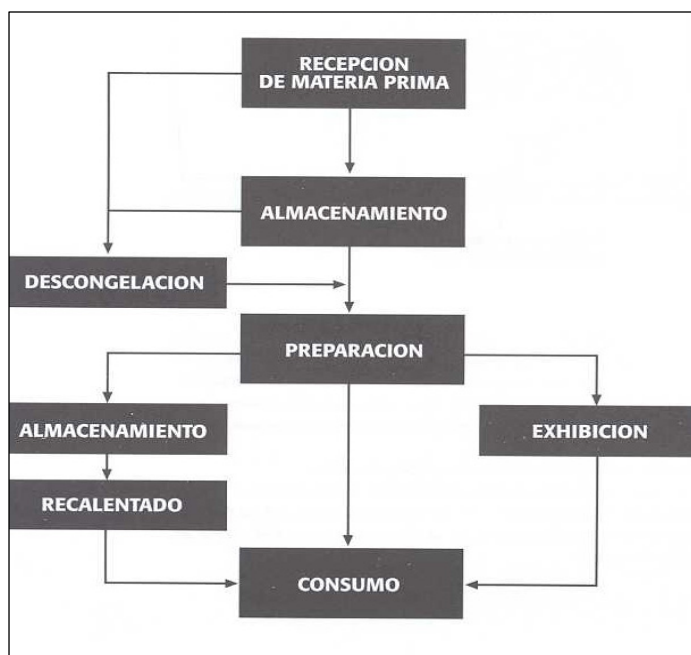 RECEPCION
DE MATERIA PRIMA
ALMACENAMIENTO
DESCONGELACION
PREPARACION
ALMACENAMIENTO
EXHIBICION
RECALENTADO
CONSUMO